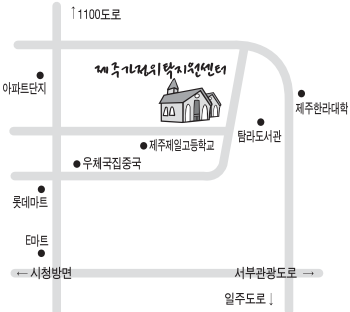 ↑1100도로
제주가정위탁지원센터
아파트단지
제주한라대학
탐라도서관
제주제일고등학교
우체국집중국
롯데마트
E마트
← 시청방면
서부관광도로 →
일주도로↓